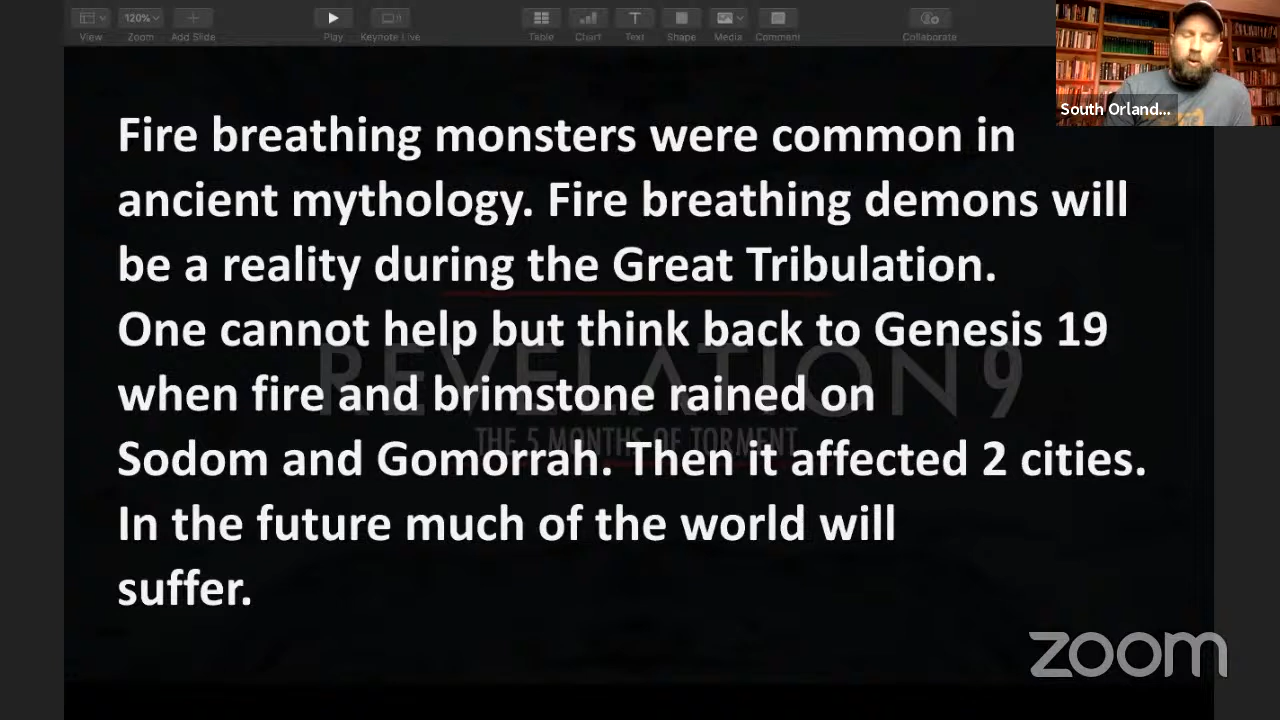 View
120%
Zoom
Add Slide
Play
Keynote Live
Table
Chart
Text
Shape
Media
Comment
Collaborate
South Orland...
Fire breathing monsters were common in
ancient mythology. Fire breathing demons will
be a reality during the Great Tribulation.
One cannot help but think back to Genesis 19
when fire and brimstone rained on
Sodom and Gomorrah. Then it affected 2 cities.
In the future much of the world will
suffer.
REVELATION 9
THE 5 MONTHS OF TORMENT
zoom